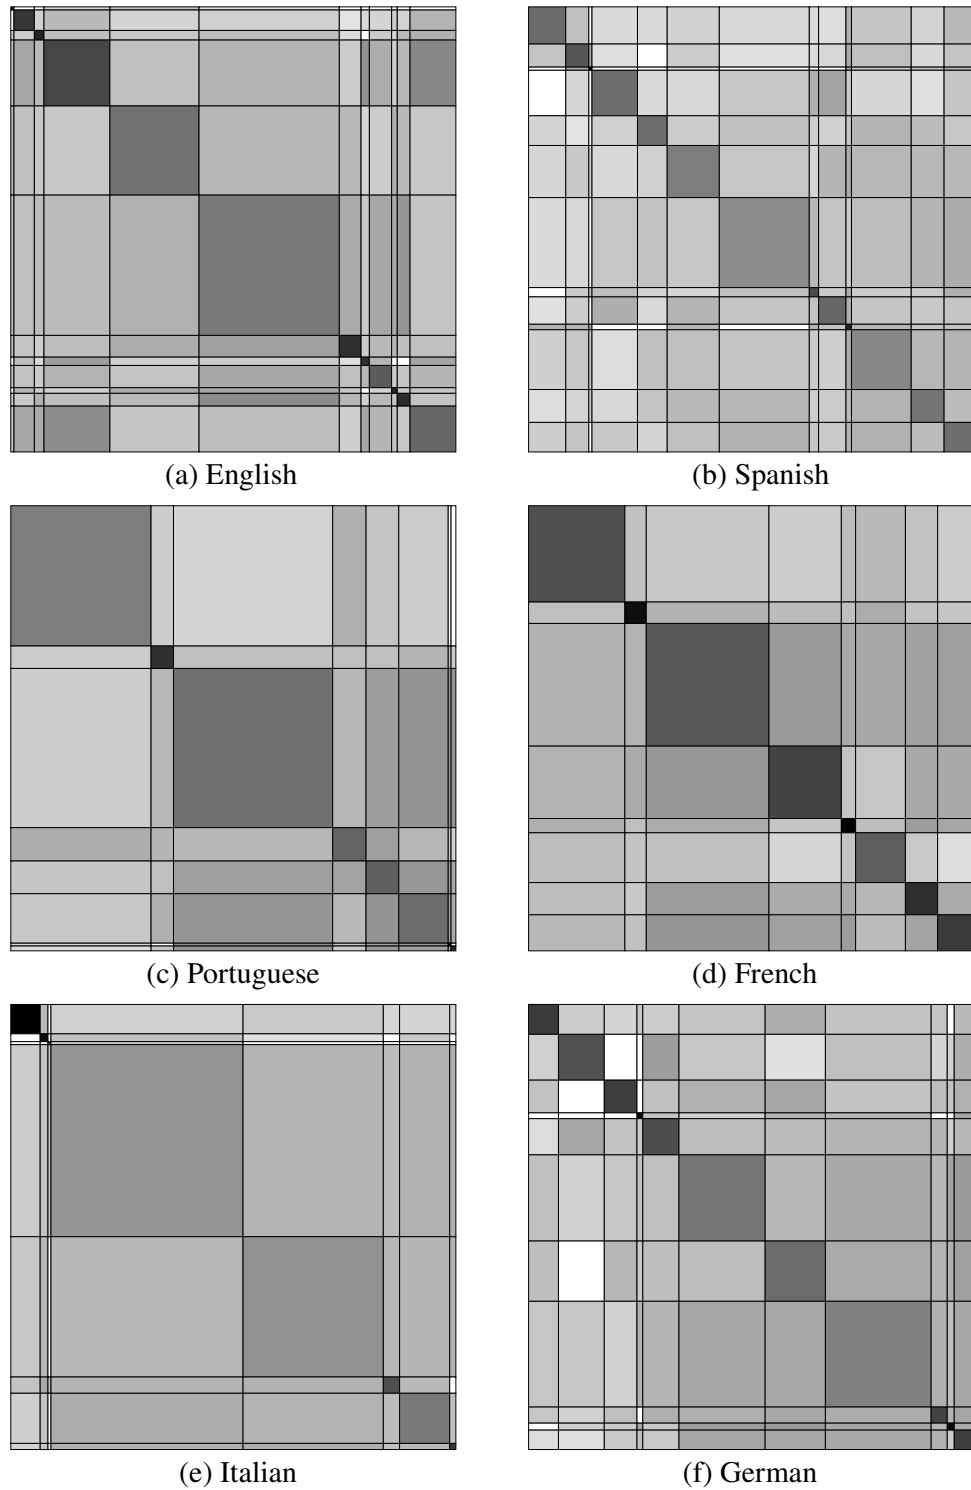 (a) English
(b) Spanish
(c) Portuguese
(d) French
(e) Italian
(f) German